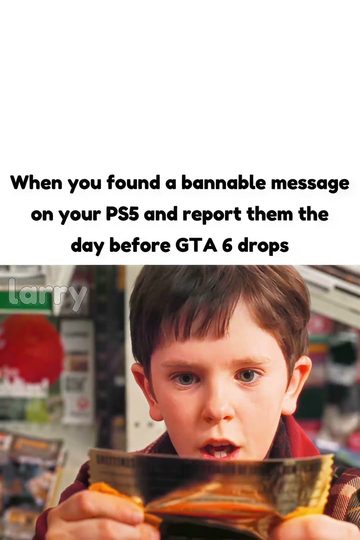 When you found a bannable message
on your PS5 and report them the
day before GTA 6 drops
larry